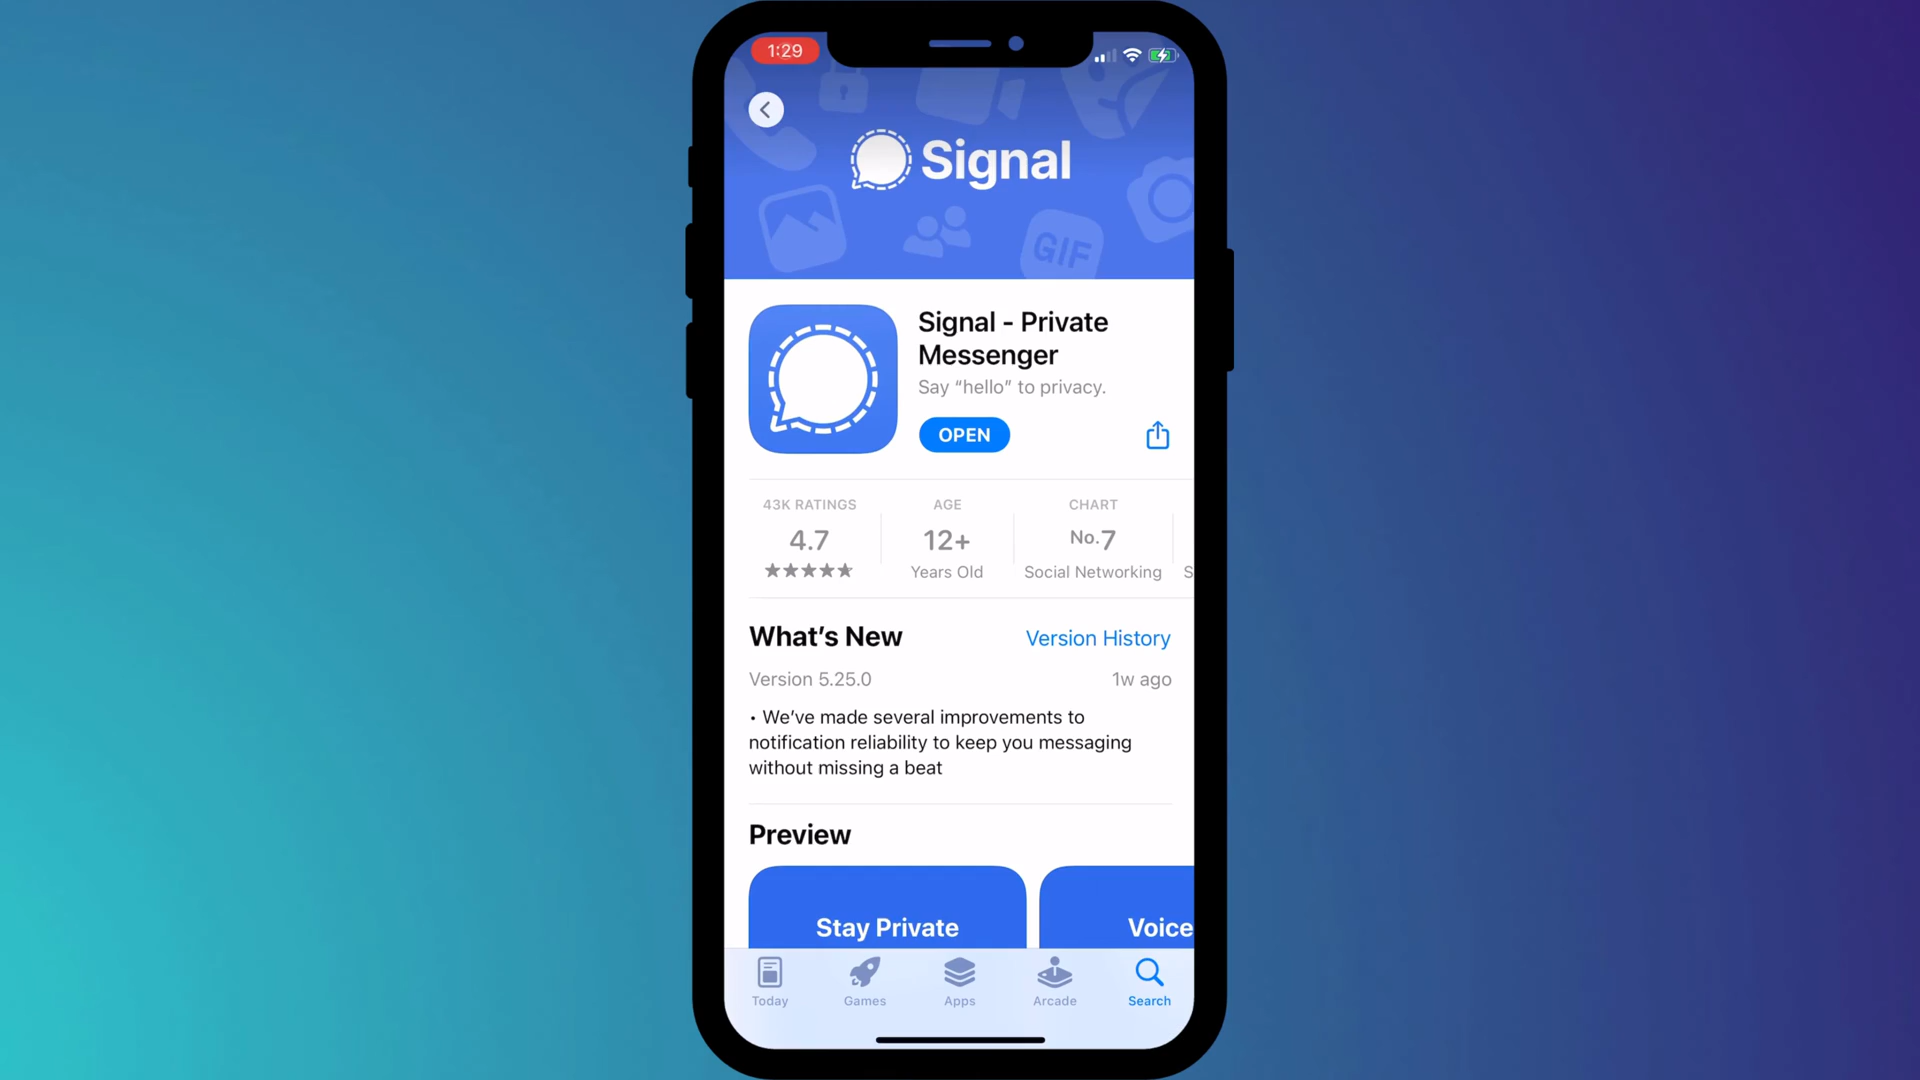 1:29
Signal
GIF
Signal - Private
Messenger
Say “hello” to privacy.
OPEN
43K RATINGS
AGE
CHART
4.7
12+
No.7
Years Old
Social Networking
S
What’s New
Version History
Version 5.25.0
1w ago
• We’ve made several improvements to
notification reliability to keep you messaging
without missing a beat
Preview
Stay Private
Voice
Today
Games
Apps
Arcade
Search